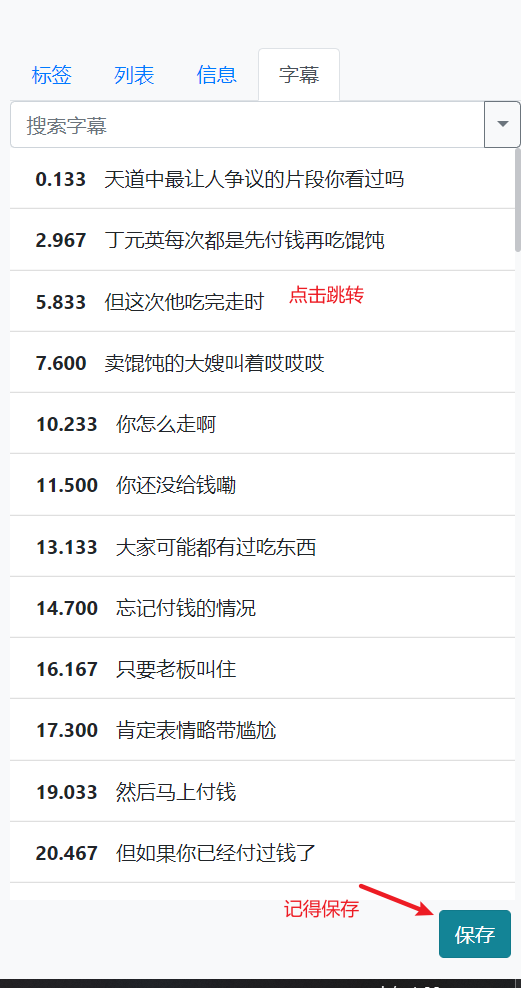 标签 列表 信息 字幕
搜索字幕
0.133 天道中最让人争议的片段你看过吗
2.967 丁元英每次都是先付钱再吃馄饨
5.833 但这次他吃完走时 点击跳转
7.600 卖馄饨的大嫂叫着哎哎哎
10.233 你怎么走啊
11.500 你还没给钱嘞
13.133 大家可能都有过吃东西
14.700 忘记付钱的情况
16.167 只要老板叫住
17.300 肯定表情略带尴尬
19.033 然后马上付钱
20.467 但如果你已经付过钱了
记得保存
保存